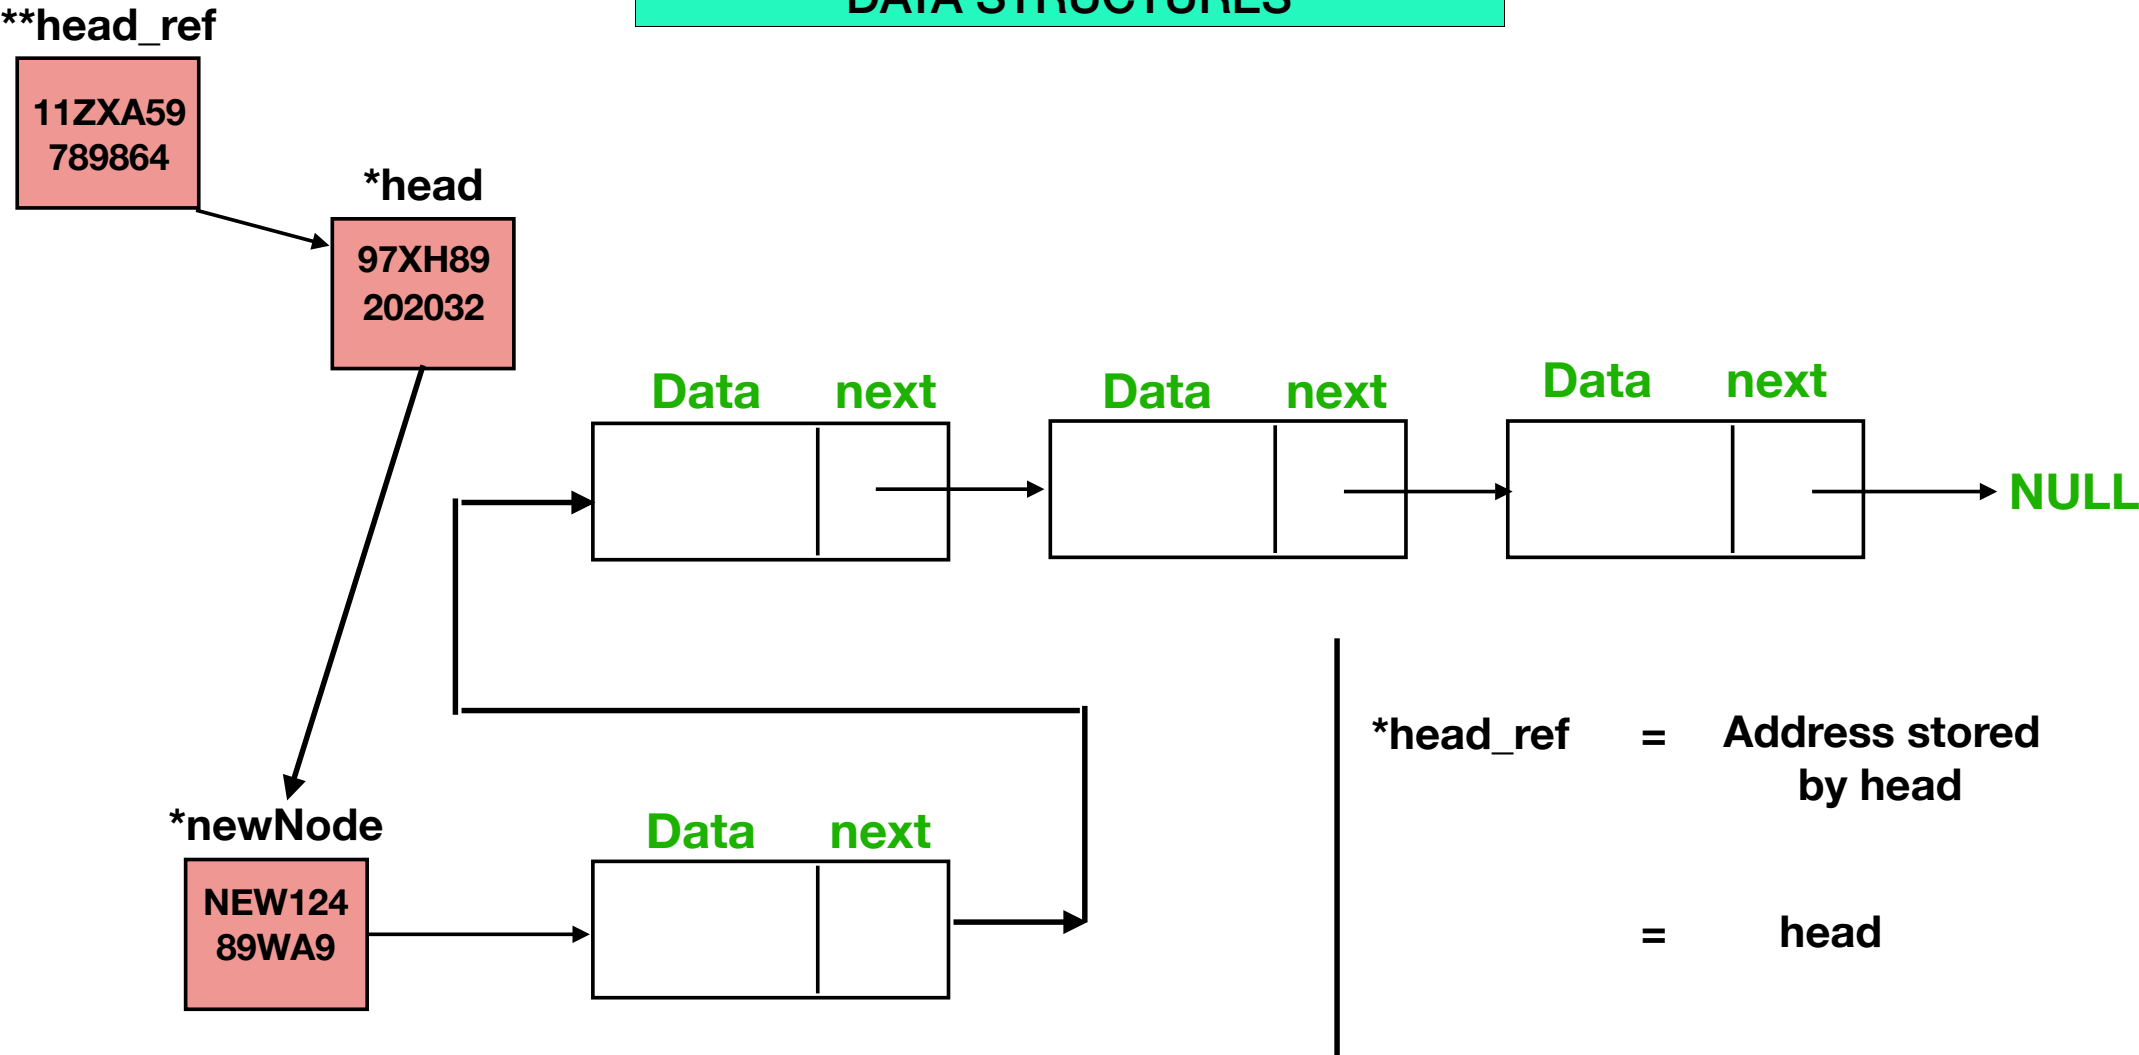 DATA STRUCTURES
**head_ref
11ZXA59
789864
*head
97XH89
202032
Data next Data next Data next
NULL
*head_ref = Address stored
by head
*newNode
Data next
NEW124
89WA9
= head